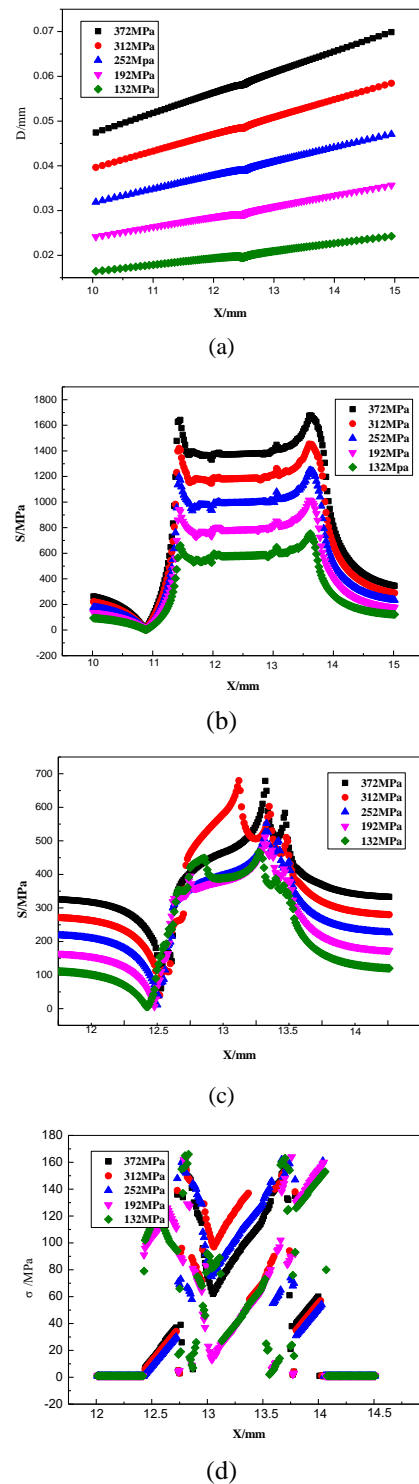 372MPa
312MPa
252Mpa
192MPa
132MPa
0.07
0.06
0.05
0.04
0.03
0.02
D/mm
10 11 12 13 14 15
X/mm
(a)
1800
1600
1400
1200
1000
800
600
400
200
0
-200
S/MPa
372MPa
312MPa
252MPa
192MPa
132Mpa
10 11 12 13 14 15
X/mm
(b)
700
600
500
400
300
200
100
0
S/MPa
372MPa
312MPa
252MPa
192MPa
132MPa
12 12.5 13 13.5 14
X/mm
(c)
180
160
140
120
100
80
60
40
20
0
-20
σ /MPa
372MPa
312MPa
252MPa
192MPa
132MPa
12.0 12.5 13.0 13.5 14.0 14.5
X/mm
(d)